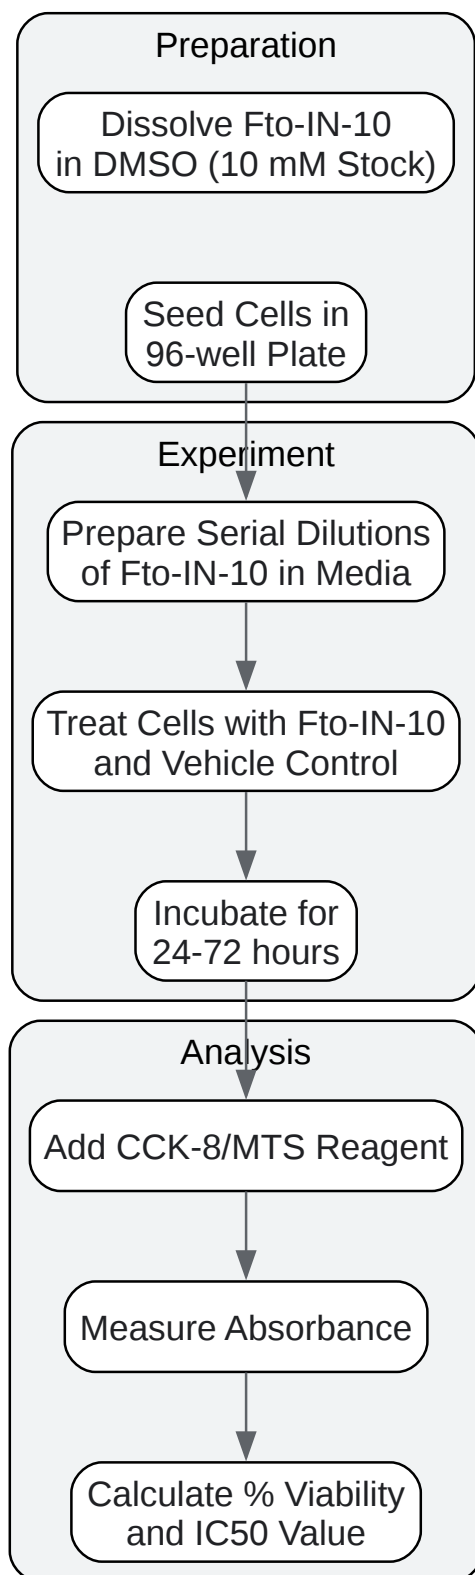 Preparation
Dissolve Fto-IN-10
in DMSO (10 mM Stock)
Seed Cells in
96-well Plate
Experiment
Prepare Serial Dilutions
of Fto-IN-10 in Media
Treat Cells with Fto-IN-10
and Vehicle Control
Incubate for
24-72 hours
Analysis
Add CCK-8/MTS Reagent
Measure Absorbance
Calculate % Viability
and IC50 Value